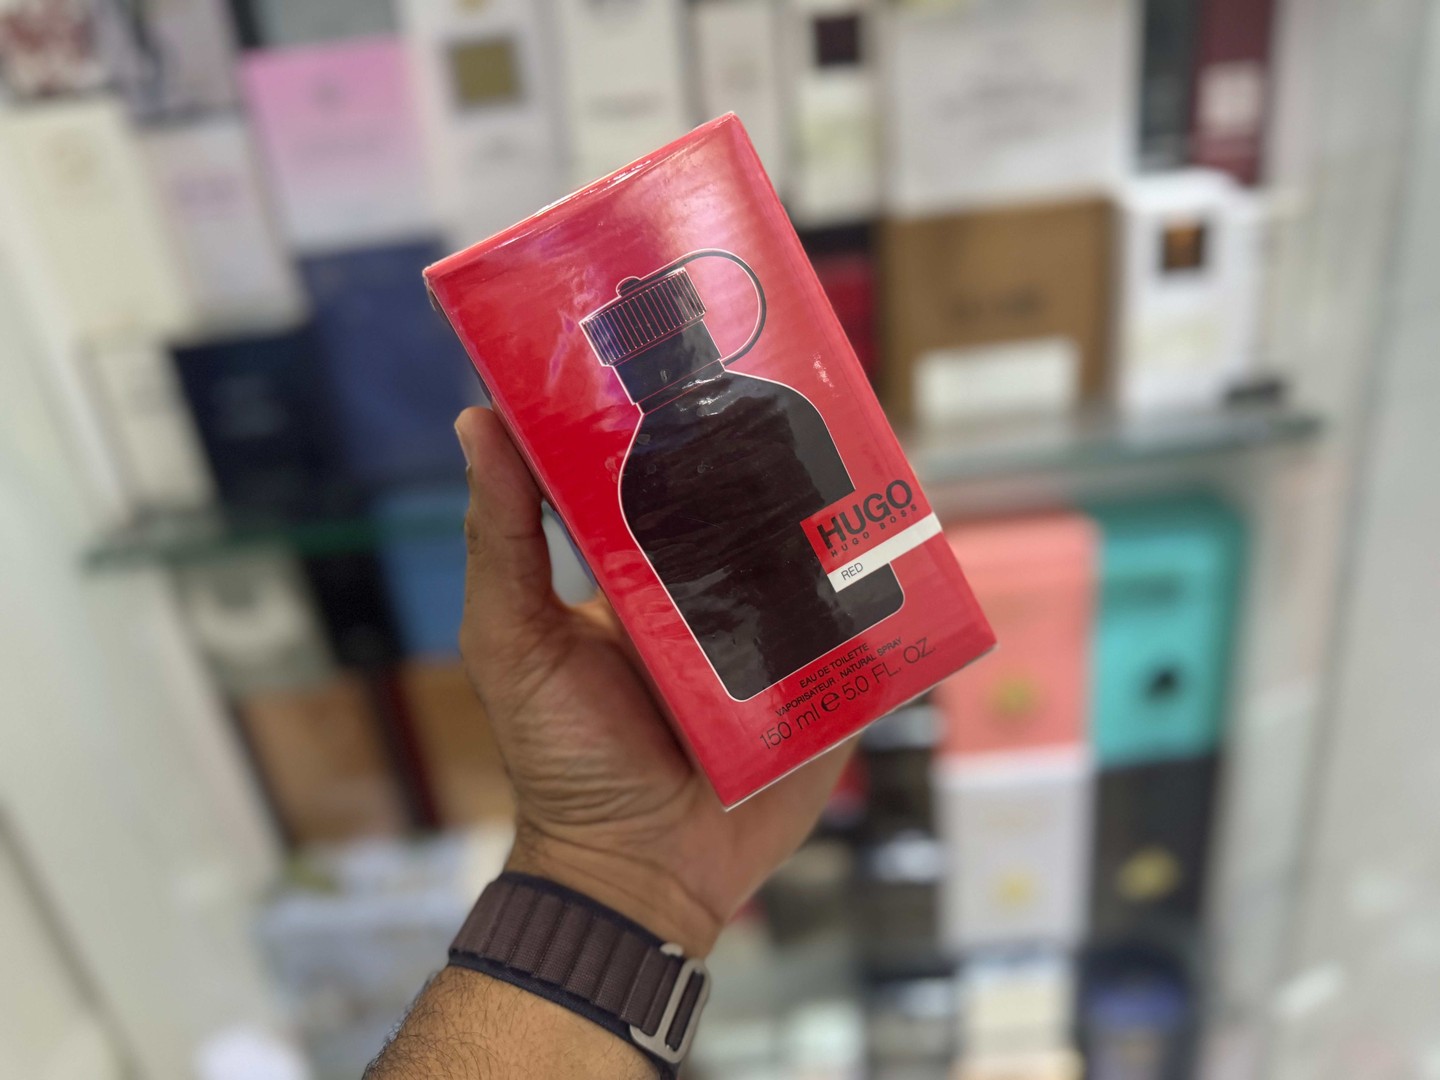 HUGO
HUGO BOSS
RED
EAU DE TOILETTE
VAPORISATEUR · NATURAL SPRAY
150 ml ℮ 5.0 FL. OZ.